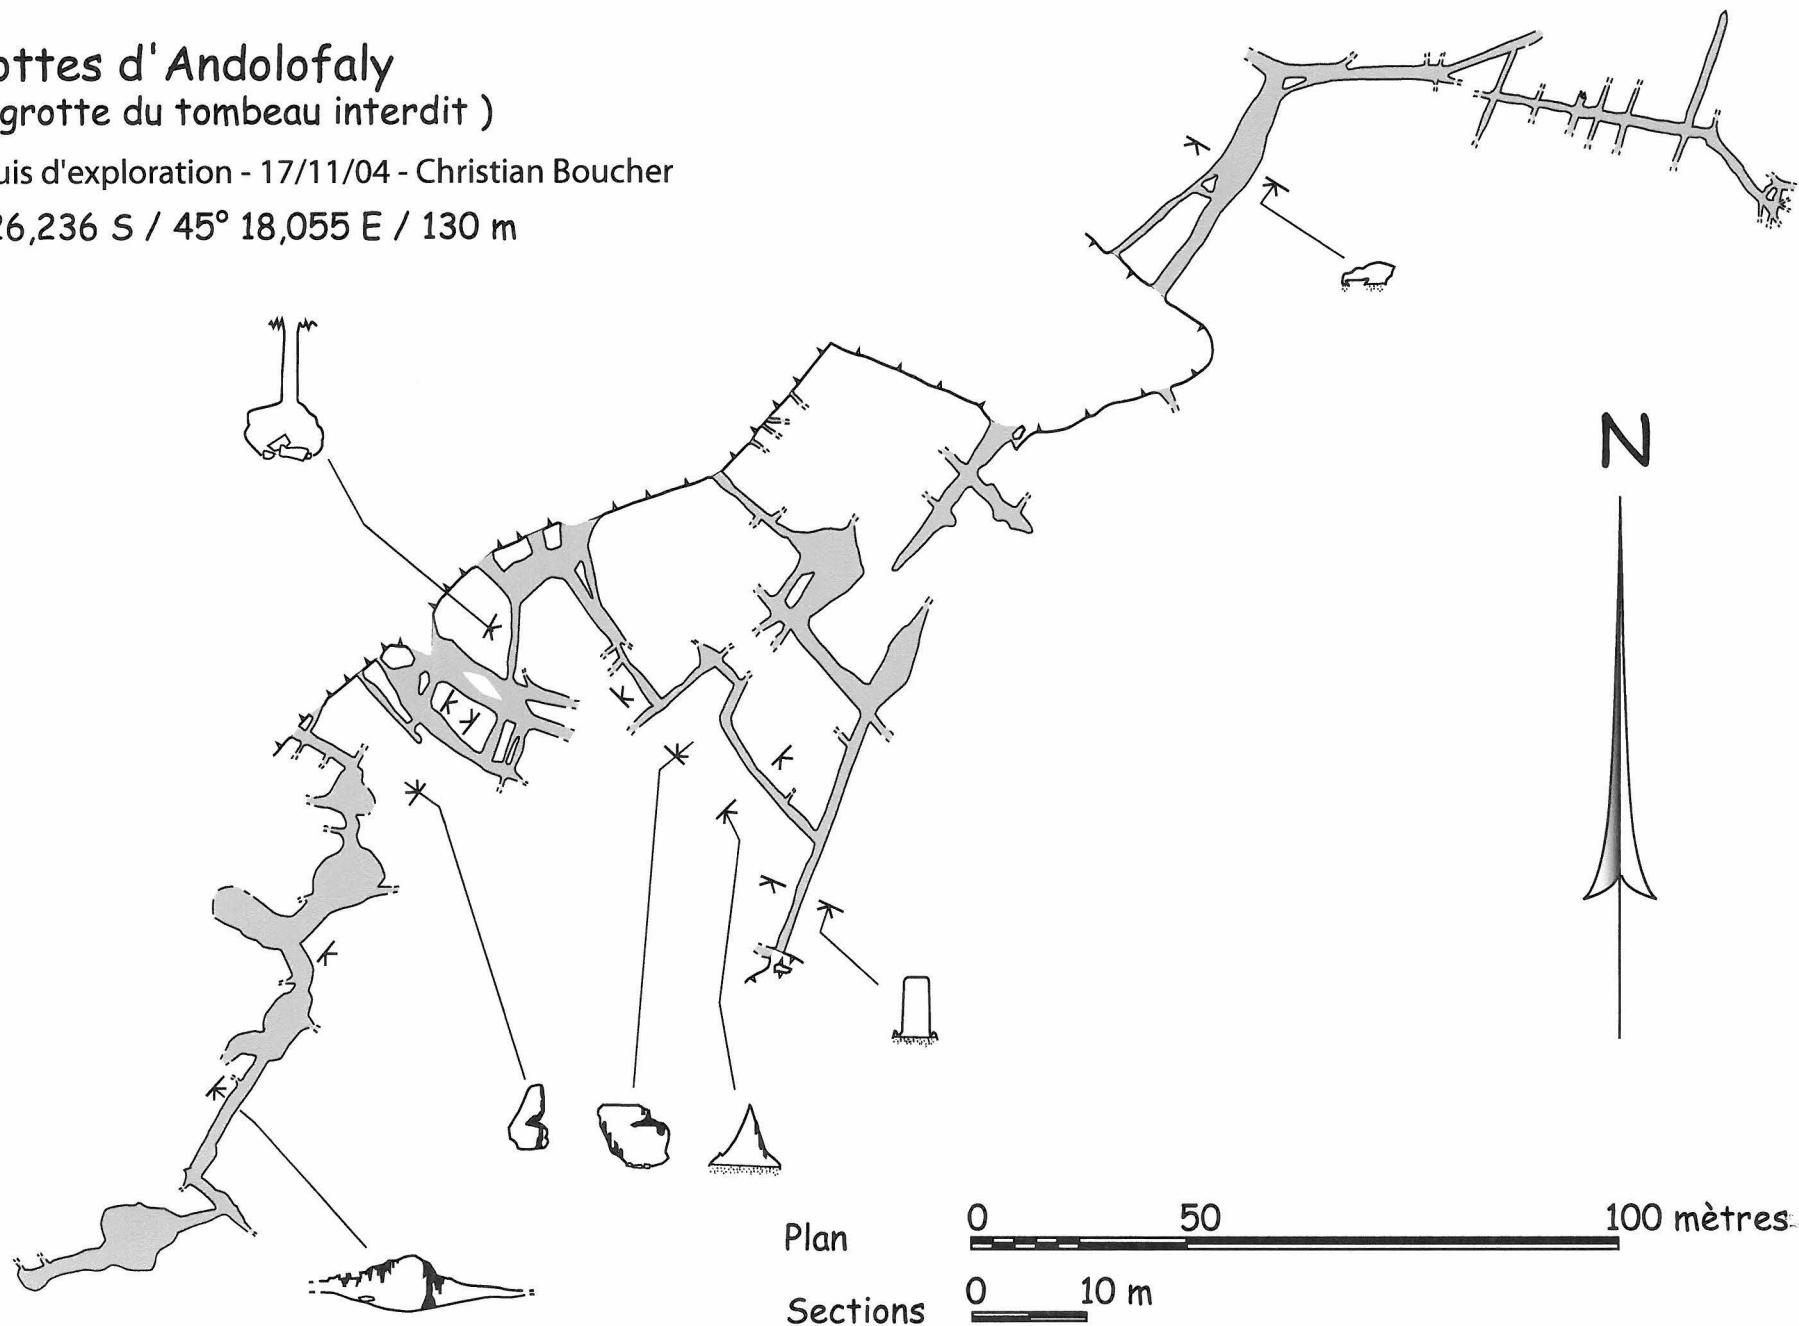 ottes d'Andolofaly
grotte du tombeau interdit )
uis d'exploration - 17/11/04 - Christian Boucher
26,236 S / 45° 18,055 E / 130 m
N
Plan
0 50 100 mètres
Sections
0 10 m